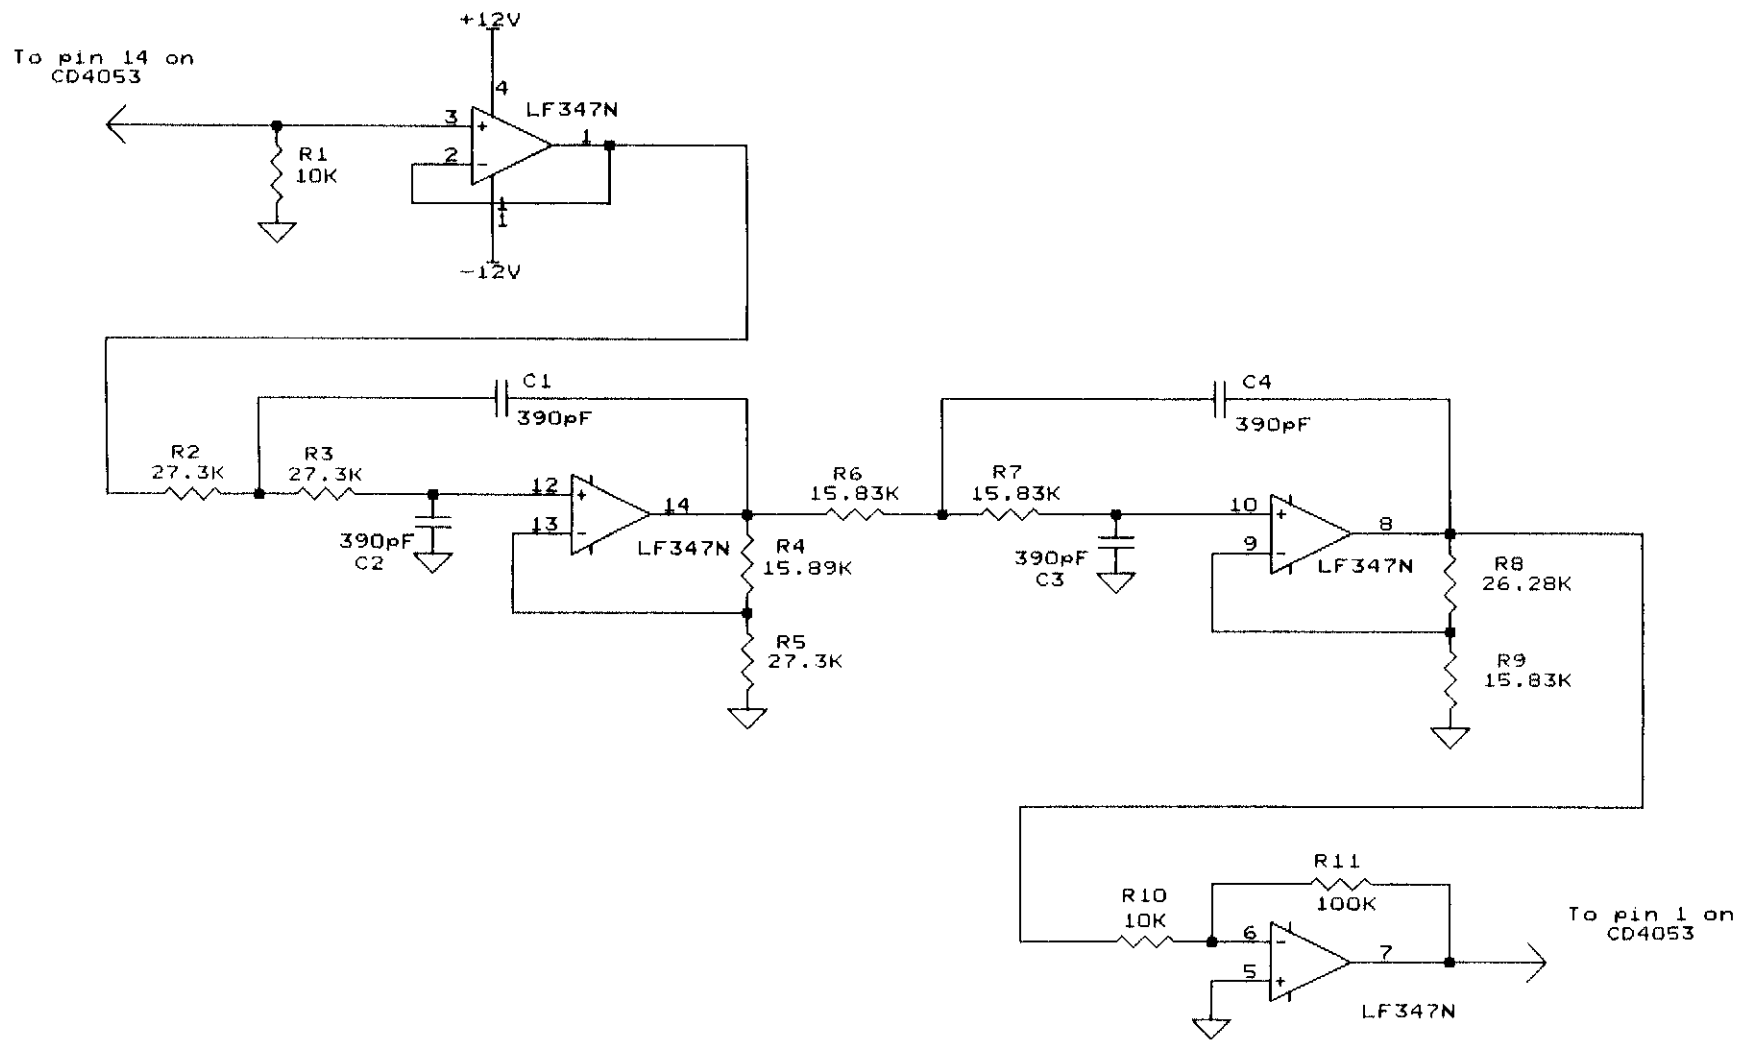 +12V
To pin 14 on
CD4053
4
LF347N
3
+
1
2
-
R1
10K
1
1
-12V
C1
390pF
C4
390pF
R2
27.3K
R3
27.3K
R6
15.83K
R7
15.83K
12
+
14
13
-
LF347N
390pF
C2
R4
15.89K
10
+
8
9
-
LF347N
390pF
C3
R8
26.28K
R5
27.3K
R9
15.83K
R11
100K
R10
10K
6
-
5
+
7
LF347N
To pin 1 on
CD4053